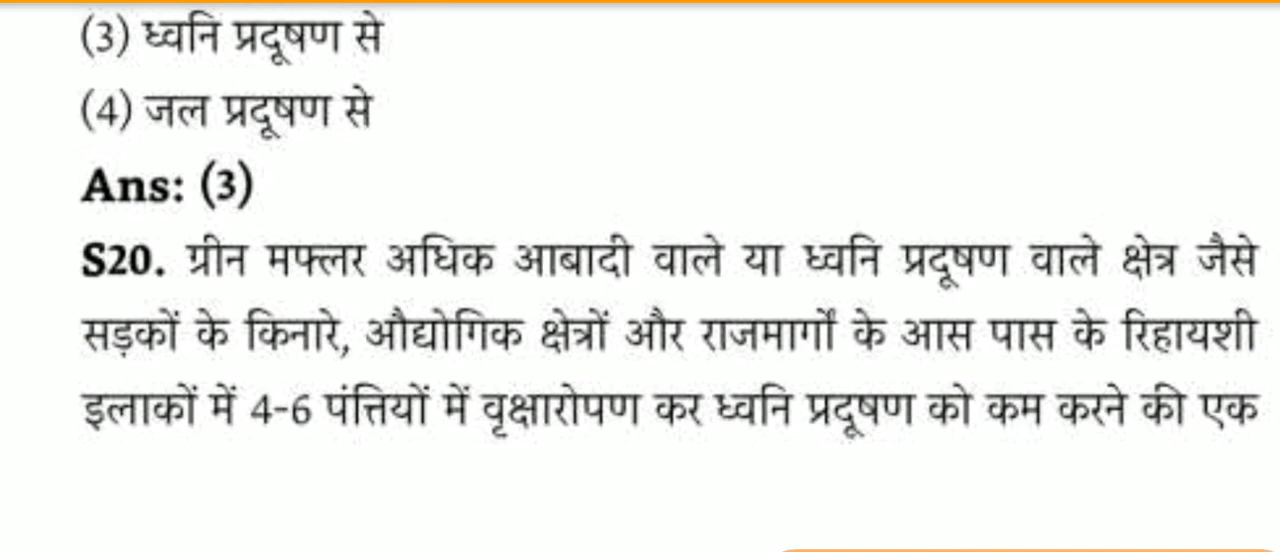 (3) ध्वनि प्रदूषण से
(4) जल प्रदूषण से
Ans: (3)
S20. ग्रीन मफ्लर अधिक आबादी वाले या ध्वनि प्रदूषण वाले क्षेत्र जैसे
सड़कों के किनारे, औद्योगिक क्षेत्रों और राजमार्गों के आस पास के रिहायशी
इलाकों में 4-6 पंत्तियों में वृक्षारोपण कर ध्वनि प्रदूषण को कम करने की एक